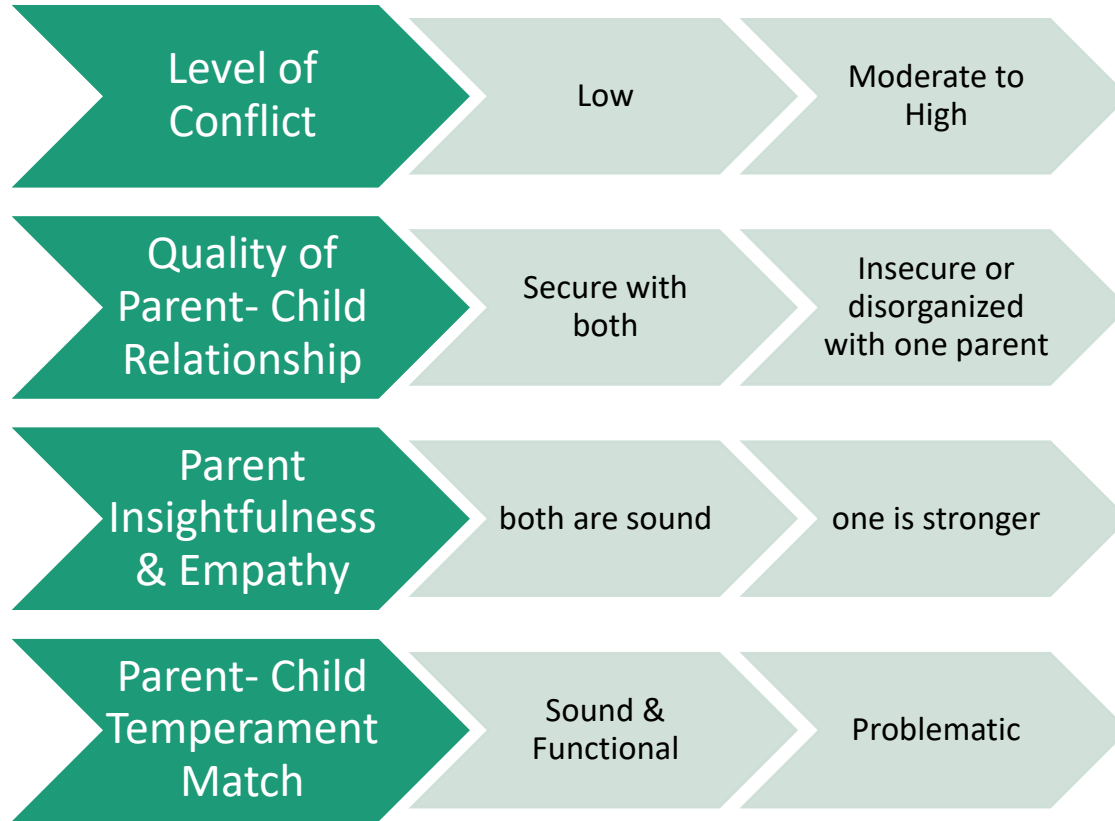 Level of
Conflict
Low
Moderate to
High
Quality of
Parent- Child
Relationship
Secure with
both
Insecure or
disorganized
with one parent
Parent
Insightfulness
& Empathy
both are sound
one is stronger
Parent- Child
Temperament
Match
Sound &
Functional
Problematic